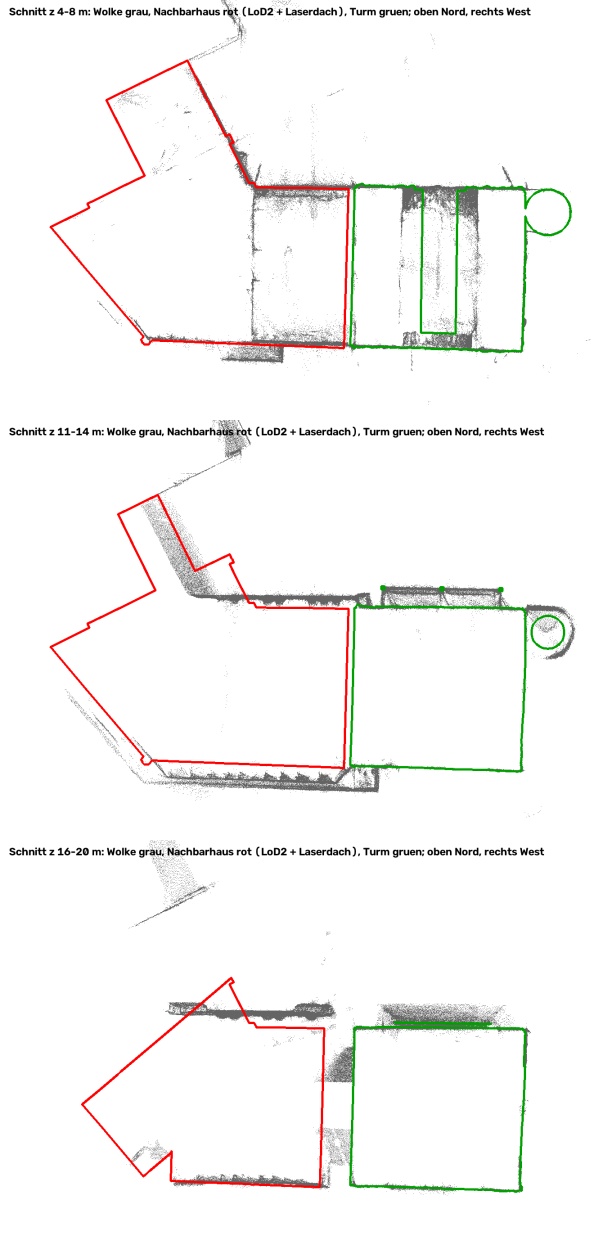 Schnitt z 4-8 m: Wolke grau, Nachbarhaus rot (LoD2 + Laserdach), Turm gruen; oben Nord, rechts West
Schnitt z 11-14 m: Wolke grau, Nachbarhaus rot (LoD2 + Laserdach), Turm gruen; oben Nord, rechts West
Schnitt z 16-20 m: Wolke grau, Nachbarhaus rot (LoD2 + Laserdach), Turm gruen; oben Nord, rechts West